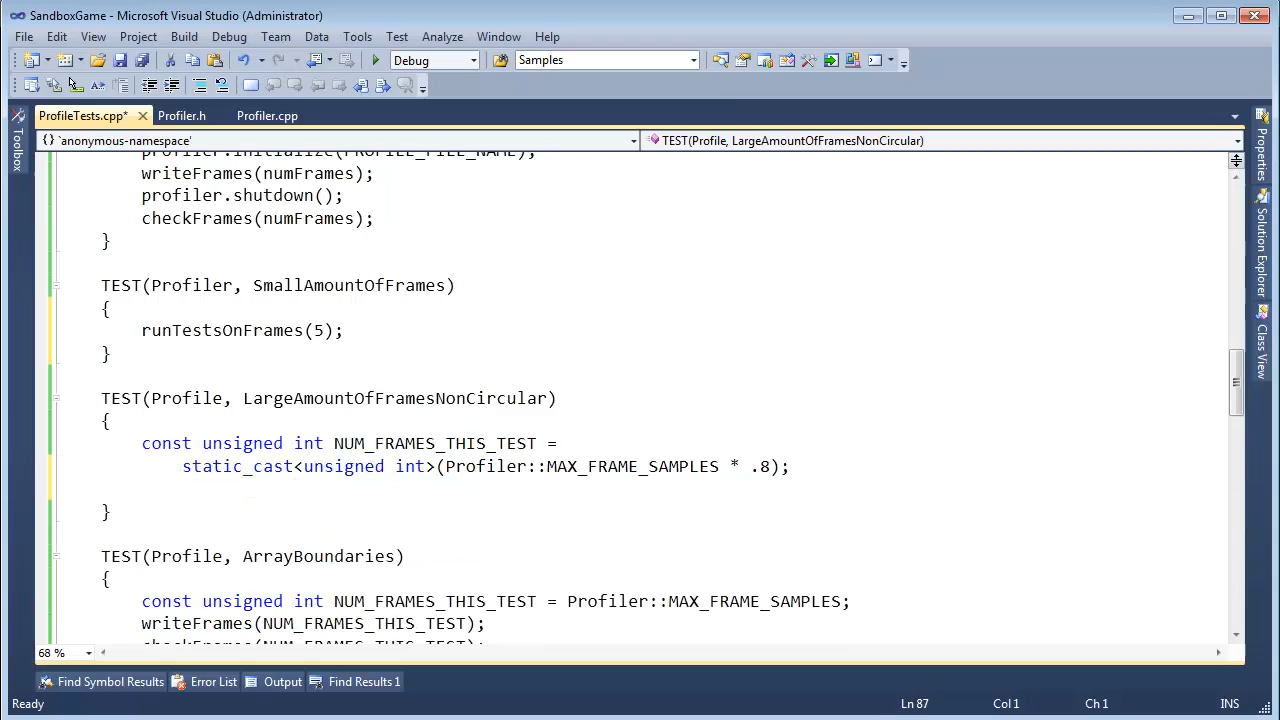 SandboxGame - Microsoft Visual Studio (Administrator)
File Edit View Project Build Debug Team Data Tools Test Analyze Window Help
Debug Samples
ProfileTests.cpp* Profiler.h Profiler.cpp
{} `anonymous-namespace' TEST(Profile, LargeAmountOfFramesNonCircular)
Toolbox
Properties
Solution Explorer
Class View
profiler.initialize(PROFILE_FILE_NAME);
writeFrames(numFrames);
profiler.shutdown();
checkFrames(numFrames);
}
TEST(Profiler, SmallAmountOfFrames)
{
runTestsOnFrames(5);
}
TEST(Profile, LargeAmountOfFramesNonCircular)
{
const unsigned int NUM_FRAMES_THIS_TEST =
static_cast<unsigned int>(Profiler::MAX_FRAME_SAMPLES * .8);
}
TEST(Profile, ArrayBoundaries)
{
const unsigned int NUM_FRAMES_THIS_TEST = Profiler::MAX_FRAME_SAMPLES;
writeFrames(NUM_FRAMES_THIS_TEST);
checkFrames(NUM_FRAMES_THIS_TEST);
68 %
Find Symbol Results Error List Output Find Results 1
Ready Ln 87 Col 1 Ch 1 INS